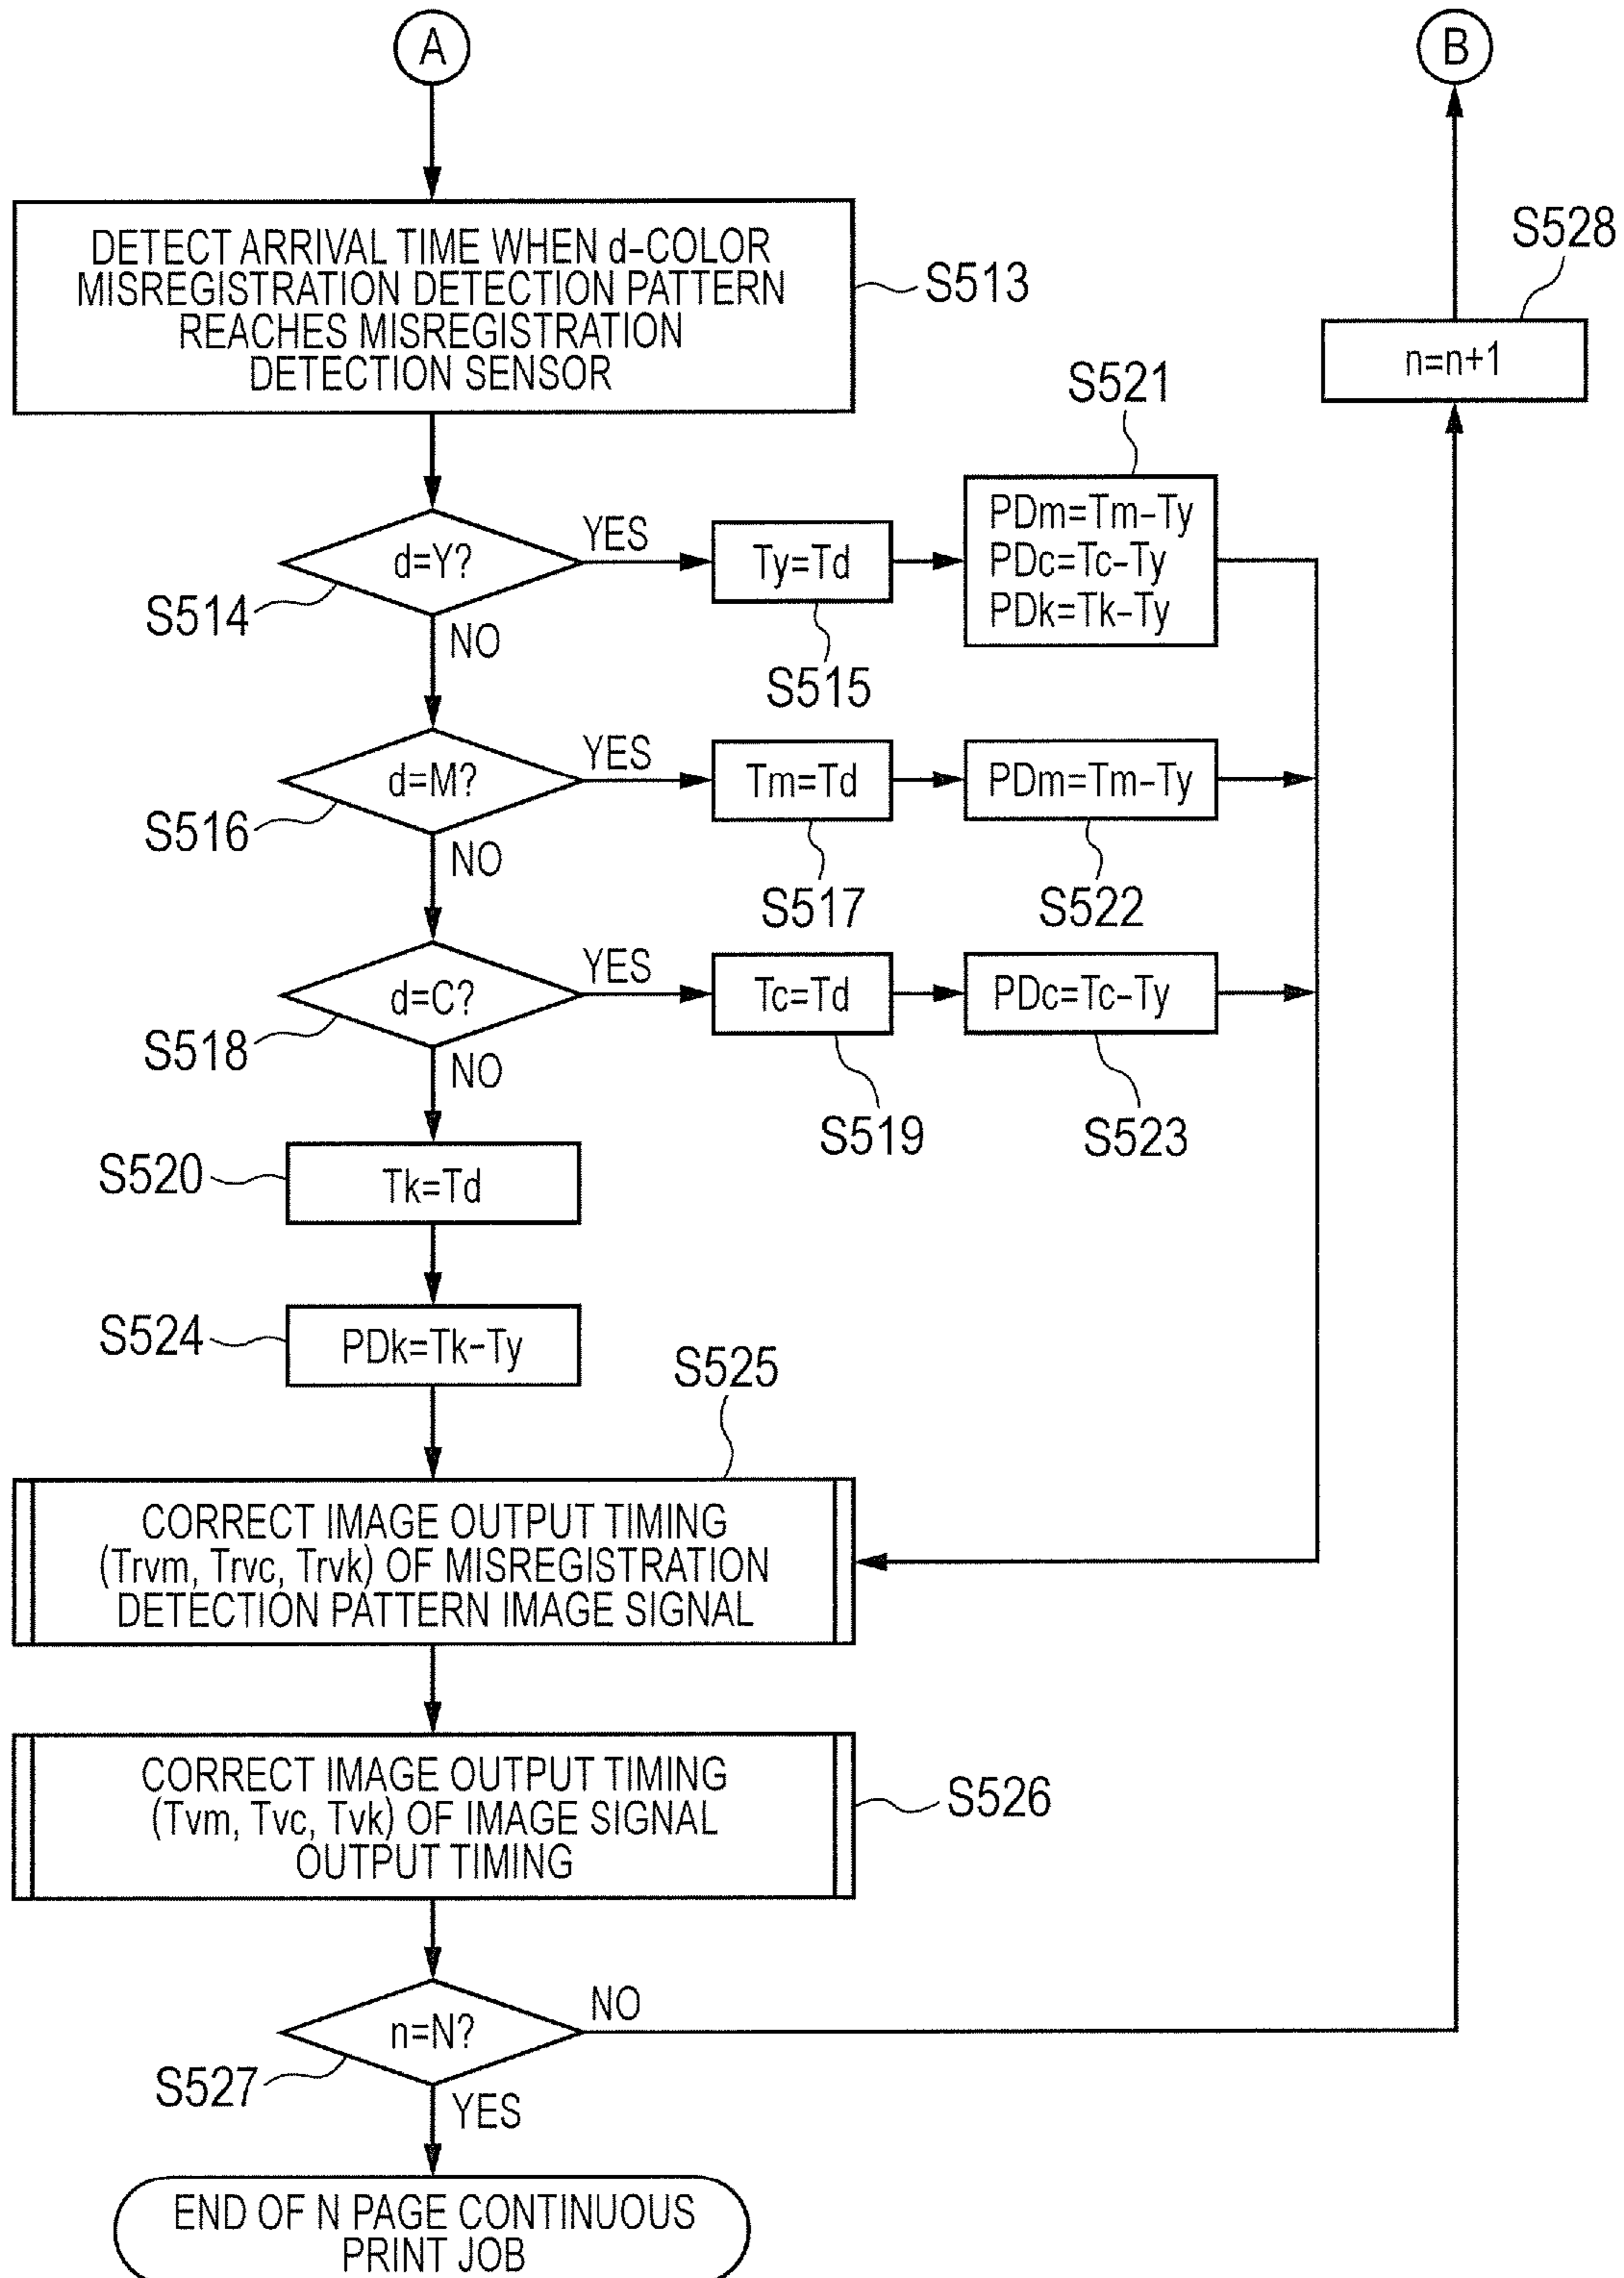 A
B
DETECT ARRIVAL TIME WHEN d-COLOR
MISREGISTRATION DETECTION PATTERN
REACHES MISREGISTRATION
DETECTION SENSOR
S513
S528
n=n+1
S521
d=Y?
YES
Ty=Td
PDm=Tm-Ty
PDc=Tc-Ty
PDk=Tk-Ty
S514
NO
S515
d=M?
YES
Tm=Td
PDm=Tm-Ty
S516
NO
S517
S522
d=C?
YES
Tc=Td
PDc=Tc-Ty
S518
NO
S519
S523
S520
Tk=Td
S524
PDk=Tk-Ty
S525
CORRECT IMAGE OUTPUT TIMING
(Trvm, Trvc, Trvk) OF MISREGISTRATION
DETECTION PATTERN IMAGE SIGNAL
CORRECT IMAGE OUTPUT TIMING
(Tvm, Tvc, Tvk) OF IMAGE SIGNAL
OUTPUT TIMING
S526
n=N?
NO
S527
YES
END OF N PAGE CONTINUOUS
PRINT JOB